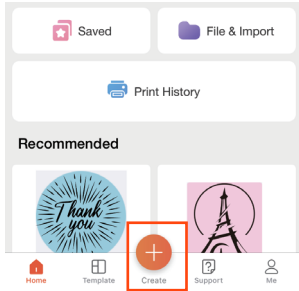 Saved
File & Import
Print History
Recommended
Thank
you
Home
Template
Create
Support
Me